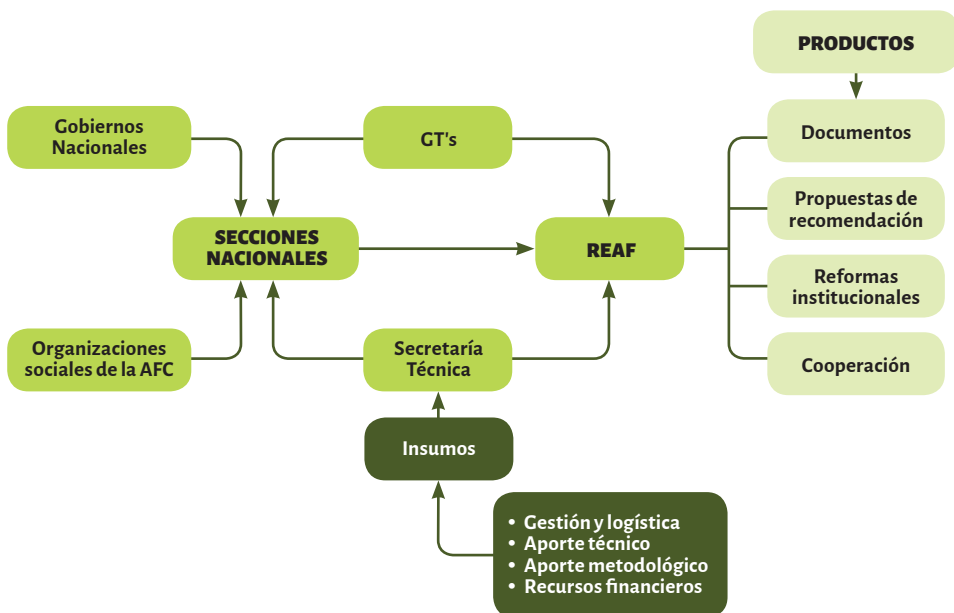 PRODUCTOS
Gobiernos
Nacionales
GT's
Documentos
Propuestas de
recomendación
SECCIONES
NACIONALES
REAF
Reformas
institucionales
Organizaciones
sociales de la AFC
Secretaría
Técnica
Cooperación
Insumos
• Gestión y logística
• Aporte técnico
• Aporte metodológico
• Recursos financieros